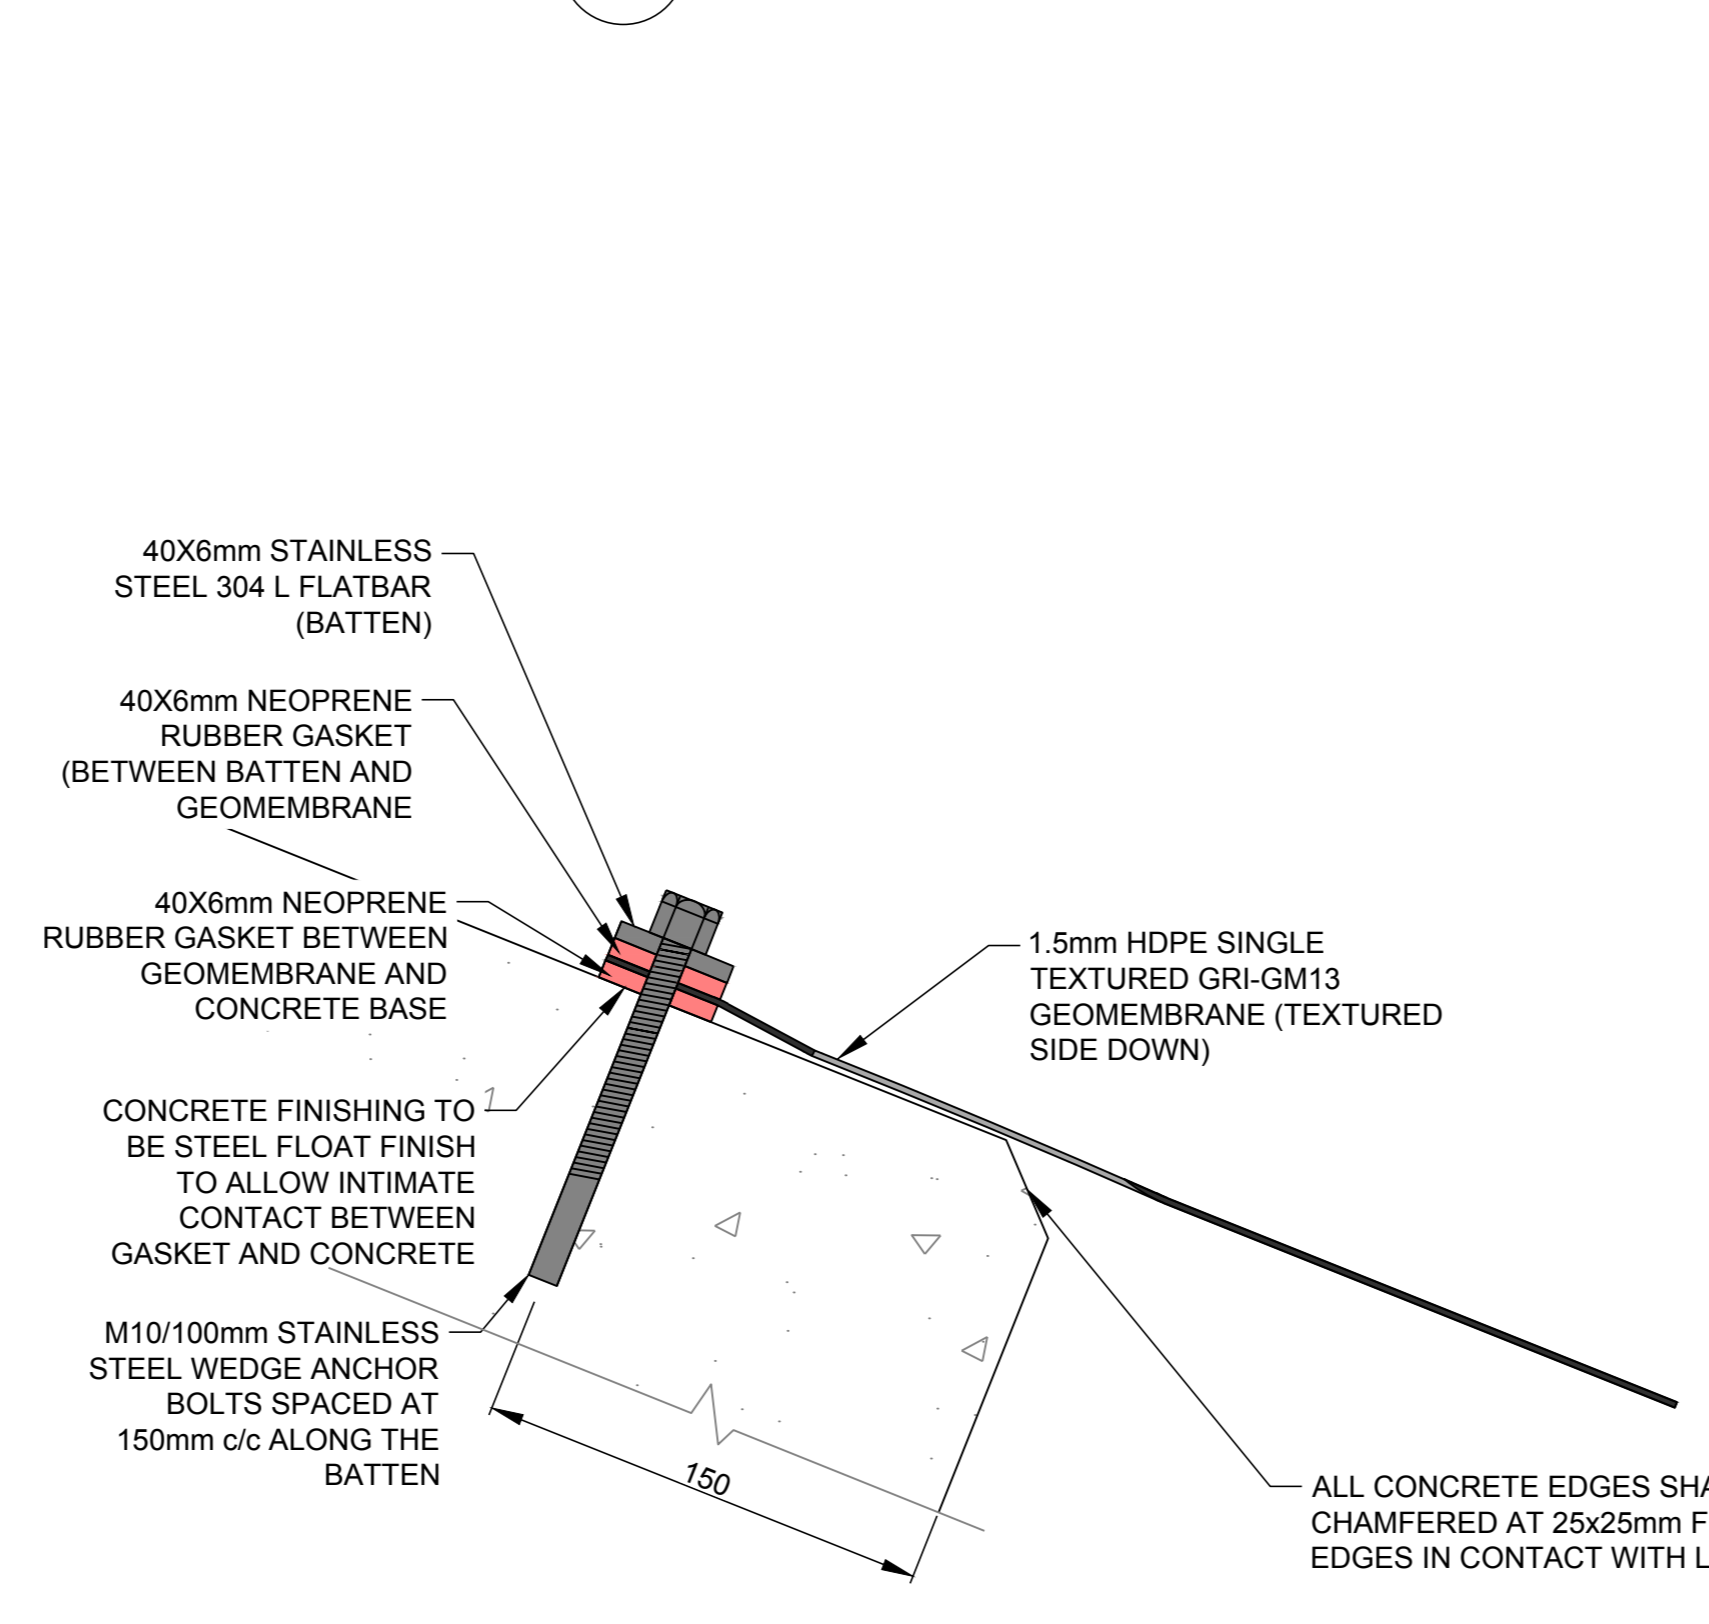 40X6mm STAINLESS
STEEL 304 L FLATBAR
(BATTEN)
40X6mm NEOPRENE
RUBBER GASKET
(BETWEEN BATTEN AND
GEOMEMBRANE
40X6mm NEOPRENE
RUBBER GASKET BETWEEN
GEOMEMBRANE AND
CONCRETE BASE
1.5mm HDPE SINGLE
TEXTURED GRI-GM13
GEOMEMBRANE (TEXTURED
SIDE DOWN)
1
CONCRETE FINISHING TO
BE STEEL FLOAT FINISH
TO ALLOW INTIMATE
CONTACT BETWEEN
GASKET AND CONCRETE
M10/100mm STAINLESS
STEEL WEDGE ANCHOR
BOLTS SPACED AT
150mm c/c ALONG THE
BATTEN
150
ALL CONCRETE EDGES
CHAMFERED AT 25x25mm
EDGES IN CONTACT WITH